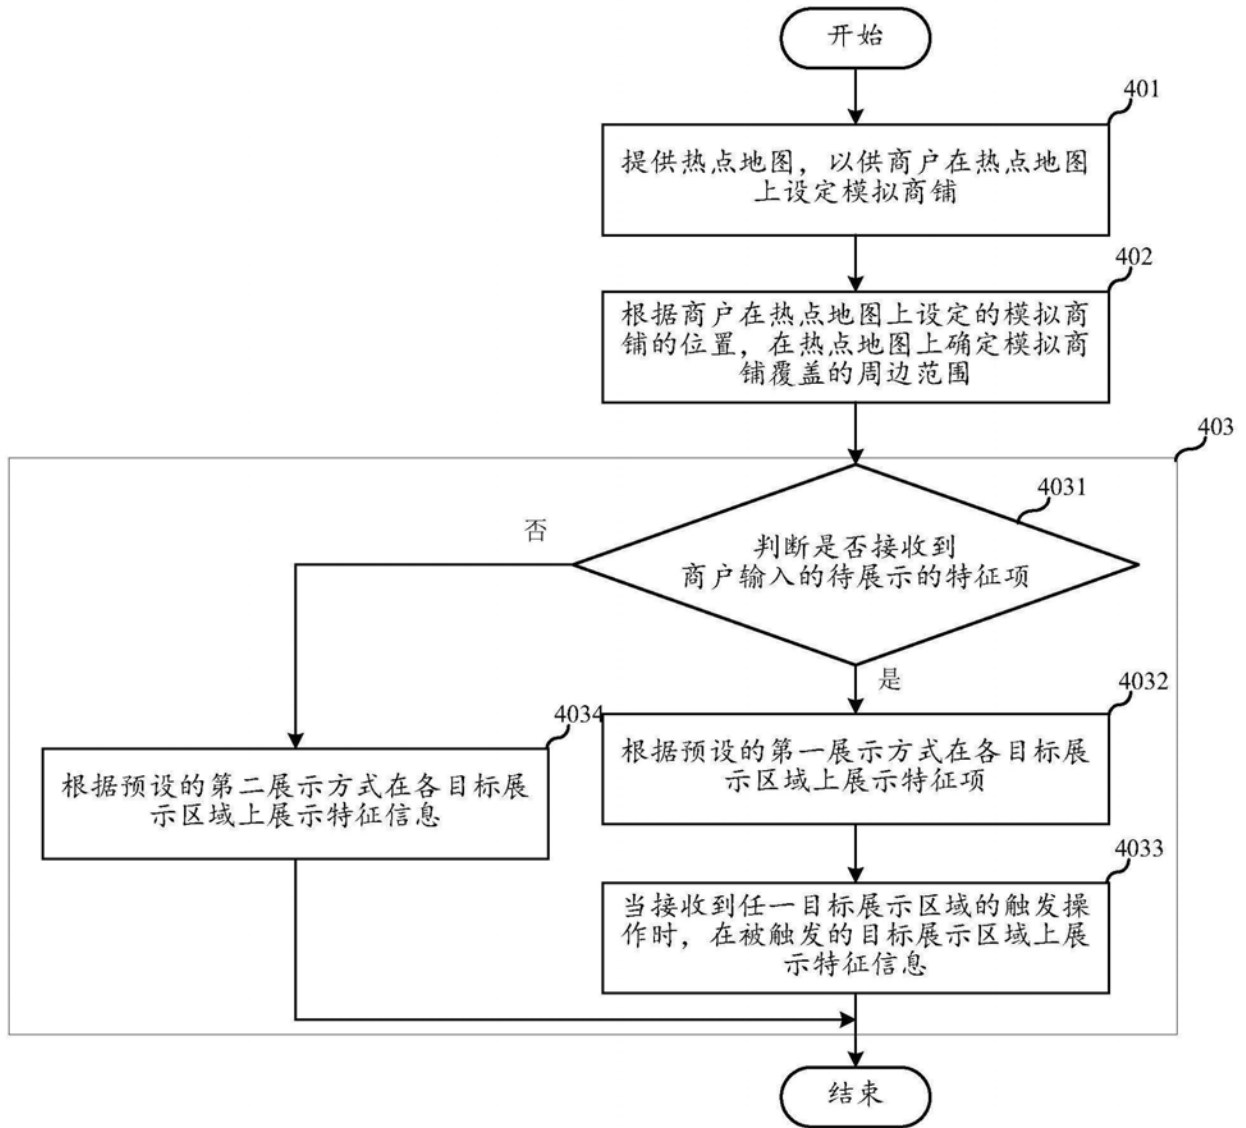 开始
401
提供热点地图，以供商户在热点地图
上设定模拟商铺
402
根据商户在热点地图上设定的模拟商
铺的位置，在热点地图上确定模拟商
铺覆盖的周边范围
403
4031
判断是否接收到
商户输入的待展示的特征项
否
是
4032
根据预设的第一展示方式在各目标展
示区域上展示特征项
4034
根据预设的第二展示方式在各目标展
示区域上展示特征信息
4033
当接收到任一目标展示区域的触发操
作时，在被触发的目标展示区域上展
示特征信息
结束